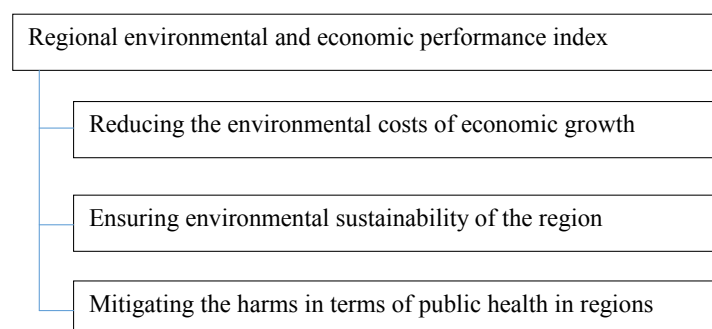 Regional environmental and economic performance index
Reducing the environmental costs of economic growth
Ensuring environmental sustainability of the region
Mitigating the harms in terms of public health in regions